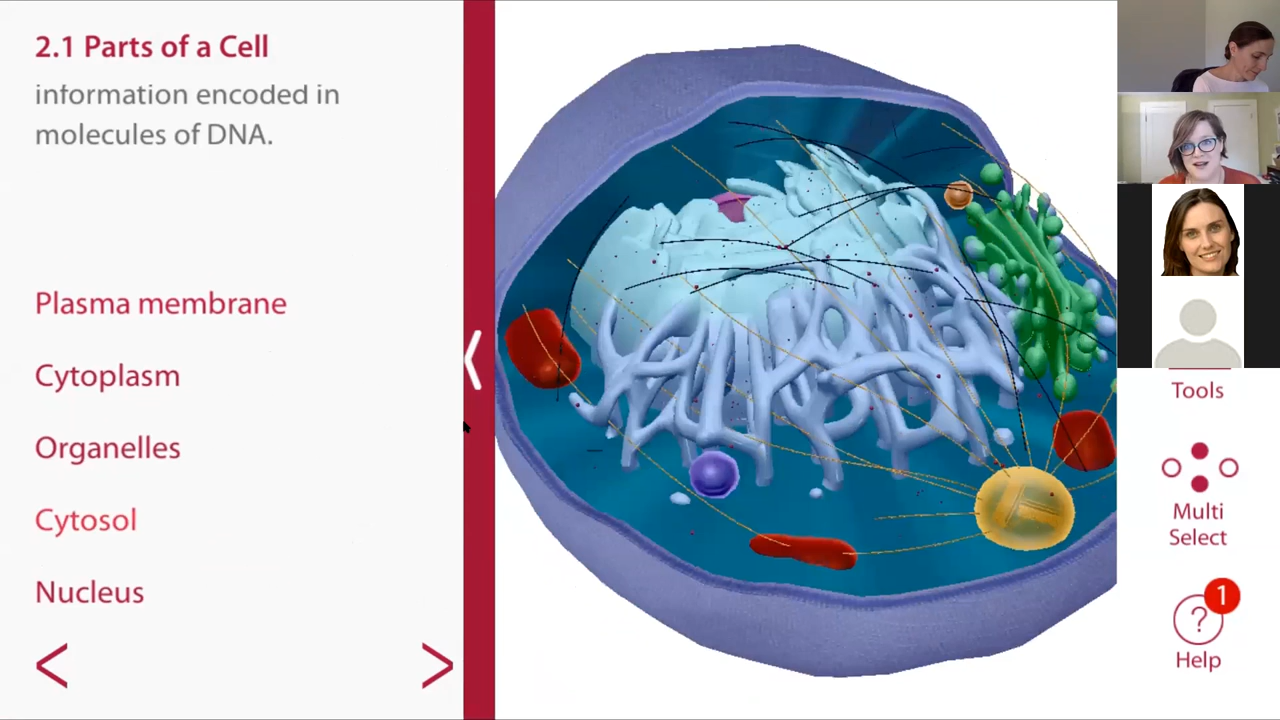 2.1 Parts of a Cell
information encoded in
molecules of DNA.
Plasma membrane
Cytoplasm
Organelles
Cytosol
Nucleus
Tools
Multi
Select
1
?
Help